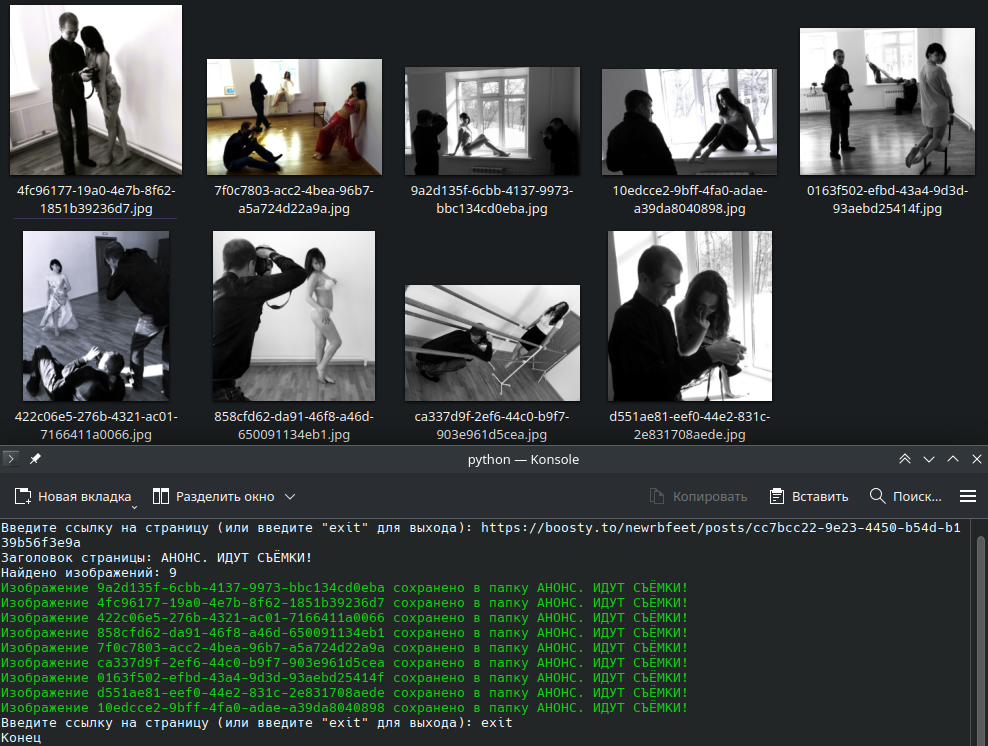 4fc96177-19a0-4e7b-8f62-
1851b39236d7.jpg
7f0c7803-acc2-4bea-96b7-
a5a724d22a9a.jpg
9a2d135f-6cbb-4137-9973-
bbc134cd0eba.jpg
10edcce2-9bff-4fa0-adae-
a39da8040898.jpg
0163f502-efbd-43a4-9d3d-
93aebd25414f.jpg
422c06e5-276b-4321-ac01-
7166411a0066.jpg
858cfd62-da91-46f8-a46d-
650091134eb1.jpg
ca337d9f-2ef6-44c0-b9f7-
903e961d5cea.jpg
d551ae81-eef0-44e2-831c-
2e831708aede.jpg
python — Konsole
Новая вкладка
Разделить окно
Копировать
Вставить
Поиск...
Введите ссылку на страницу (или введите "exit" для выхода): https://boosty.to/newrbfeet/posts/cc7bcc22-9e23-4450-b54d-b1
39b56f3e9a
Заголовок страницы: АНОНС. ИДУТ СЪЁМКИ!
Найдено изображений: 9
Изображение 9a2d135f-6cbb-4137-9973-bbc134cd0eba сохранено в папку АНОНС. ИДУТ СЪЁМКИ!
Изображение 4fc96177-19a0-4e7b-8f62-1851b39236d7 сохранено в папку АНОНС. ИДУТ СЪЁМКИ!
Изображение 422c06e5-276b-4321-ac01-7166411a0066 сохранено в папку АНОНС. ИДУТ СЪЁМКИ!
Изображение 858cfd62-da91-46f8-a46d-650091134eb1 сохранено в папку АНОНС. ИДУТ СЪЁМКИ!
Изображение 7f0c7803-acc2-4bea-96b7-a5a724d22a9a сохранено в папку АНОНС. ИДУТ СЪЁМКИ!
Изображение ca337d9f-2ef6-44c0-b9f7-903e961d5cea сохранено в папку АНОНС. ИДУТ СЪЁМКИ!
Изображение 0163f502-efbd-43a4-9d3d-93aebd25414f сохранено в папку АНОНС. ИДУТ СЪЁМКИ!
Изображение d551ae81-eef0-44e2-831c-2e831708aede сохранено в папку АНОНС. ИДУТ СЪЁМКИ!
Изображение 10edcce2-9bff-4fa0-adae-a39da8040898 сохранено в папку АНОНС. ИДУТ СЪЁМКИ!
Введите ссылку на страницу (или введите "exit" для выхода): exit
Конец